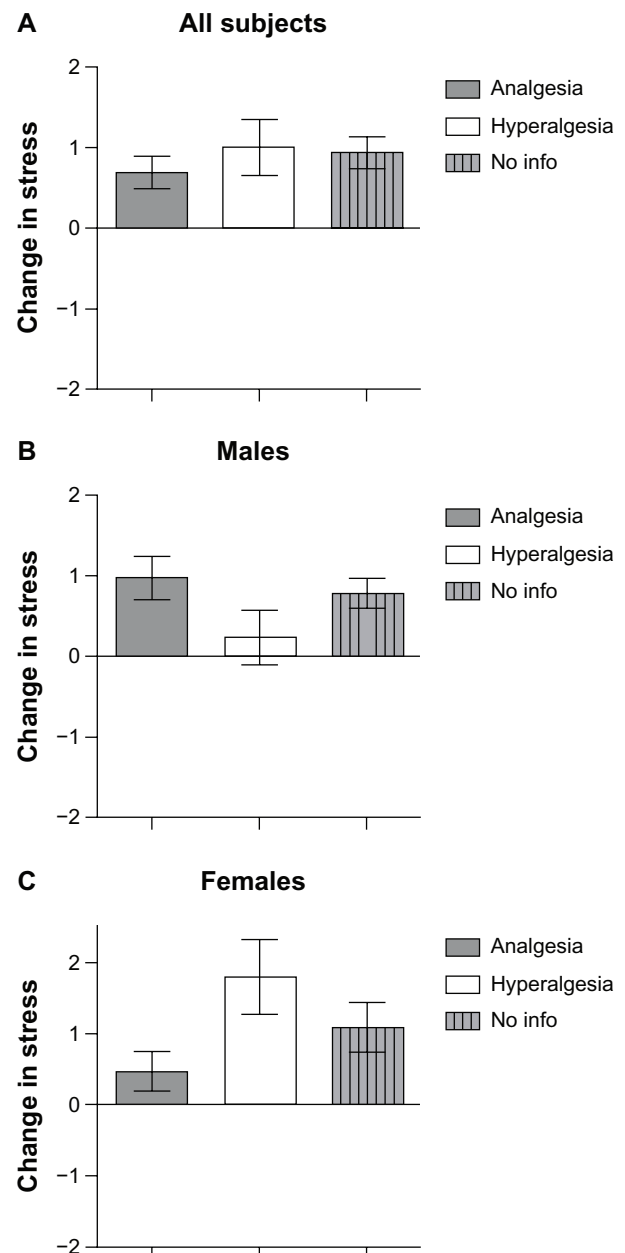 A All subjects
Change in stress
2
1
0
−1
−2
Analgesia
Hyperalgesia
No info
B Males
Change in stress
2
1
0
−1
−2
Analgesia
Hyperalgesia
No info
C Females
Change in stress
2
1
0
−1
−2
Analgesia
Hyperalgesia
No info